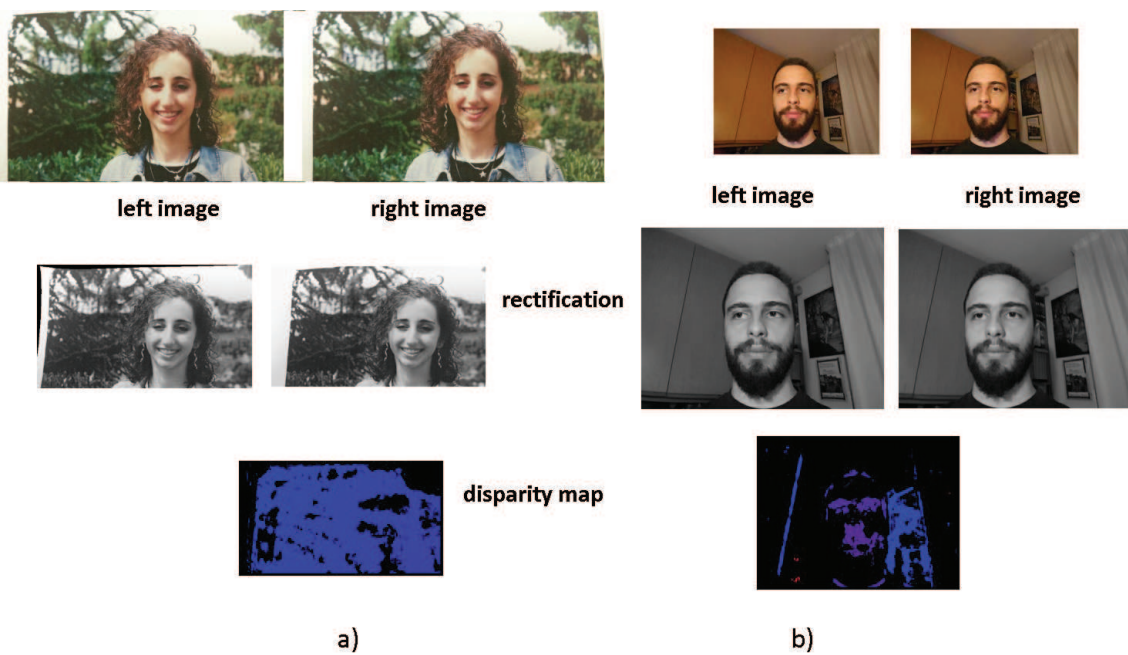 left image
right image
left image
right image
rectification
disparity map
a)
b)